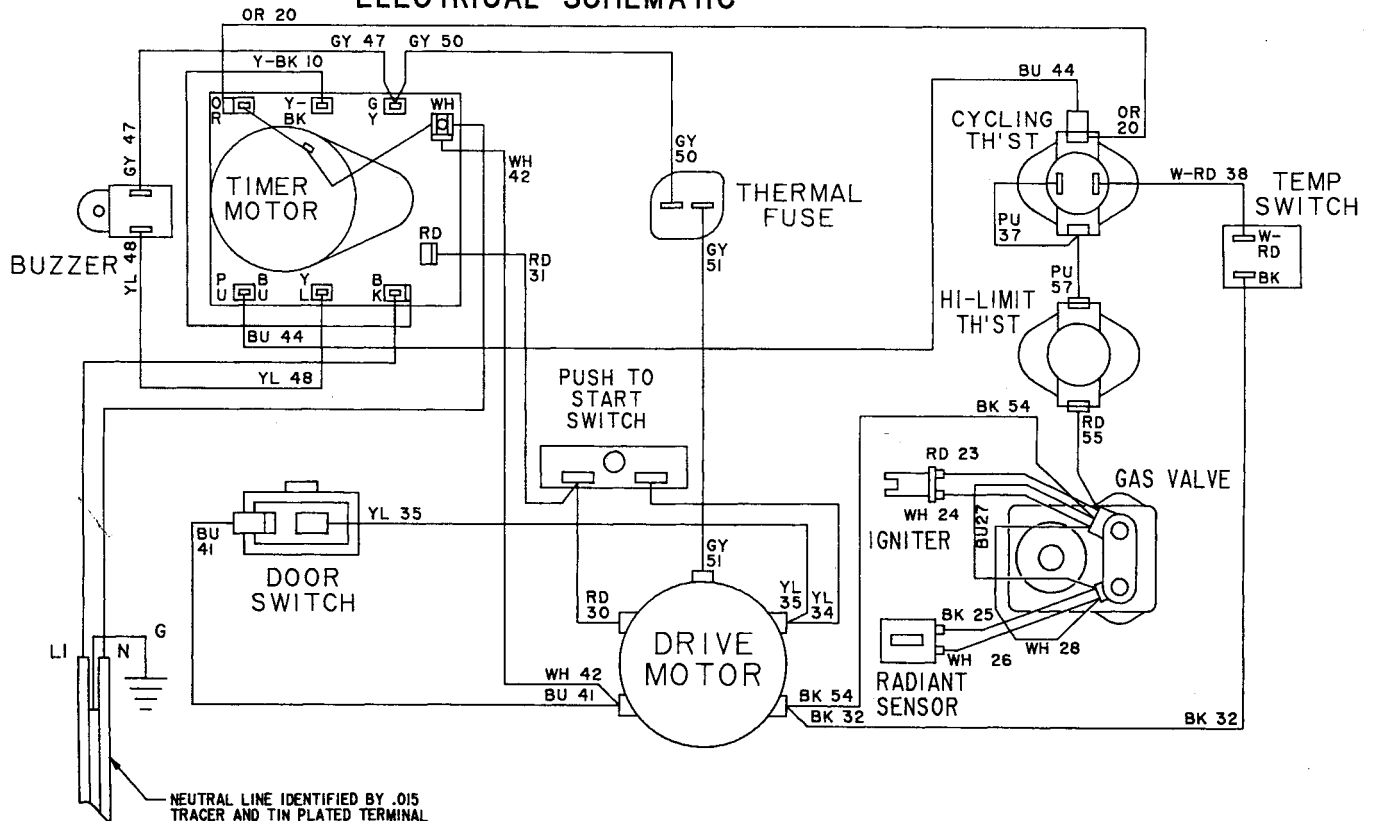 ELECTRICAL SCHEMATIC
OR 20
GY 47
GY 50
Y-BK 10
BU 44
O
R
Y-
BK
G
Y
WH
CYCLING
TH'ST
OR
20
GY 47
WH
42
GY
50
TIMER
MOTOR
THERMAL
FUSE
W-RD 38
TEMP
SWITCH
PU
37
RD
W-
RD
BUZZER
YL 48
RD
31
GY
51
BK
P
U
B
U
Y
L
B
K
PU
57
HI-LIMIT
TH'ST
BU 44
YL 48
PUSH TO
START
SWITCH
BK 54
RD
55
RD 23
GAS VALVE
WH 24
BU27
IGNITER
YL 35
BU
41
DOOR
SWITCH
GY
51
RD
30
YL
35
YL
34
BK 25
DRIVE
MOTOR
WH 26
WH 28
L1
N
G
WH 42
BU 41
BK 54
BK 32
RADIANT
SENSOR
BK 32
NEUTRAL LINE IDENTIFIED BY .015
TRACER AND TIN PLATED TERMINAL